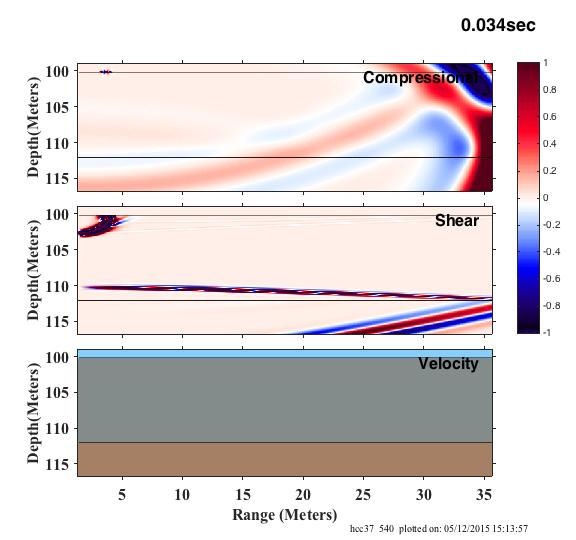 0.034sec
Compressional
100
105
110
115
Depth(Meters)
1
0.8
0.6
0.4
0.2
0
-0.2
-0.4
-0.6
-0.8
-1
Shear
100
105
110
115
Depth(Meters)
Velocity
100
105
110
115
Depth(Meters)
5 10 15 20 25 30 35
Range (Meters)
hcc37 540 plotted on: 05/12/2015 15:13:57